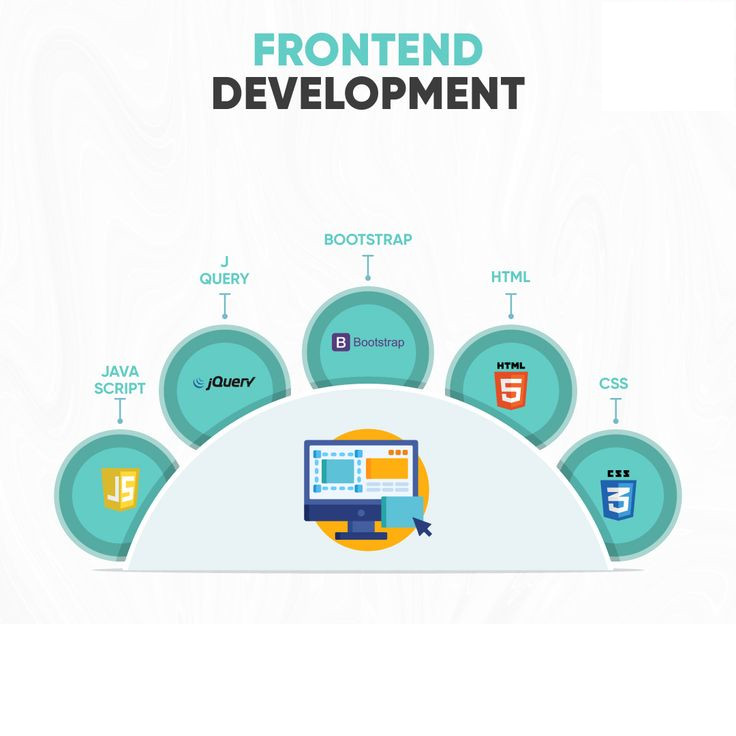 FRONTEND
DEVELOPMENT
BOOTSTRAP
J
QUERY
HTML
JAVA
SCRIPT
CSS
B Bootstrap
jQuery
HTML
5
JS
CSS
3